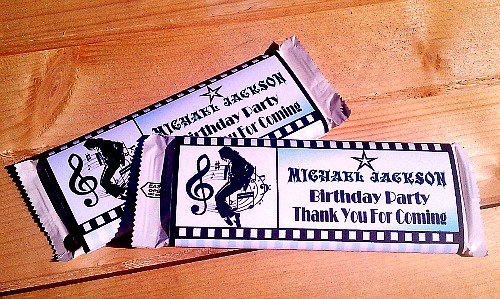 MICHAEL JACKSON
Birthday Party
You For Coming
MICHAEL JACKSON
Birthday Party
Thank You For Coming